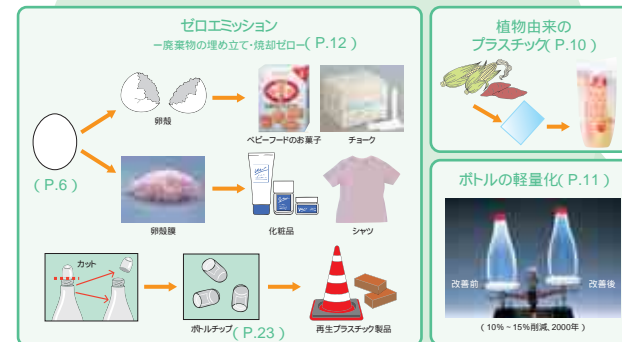 ゼロエミッション
ー廃棄物の埋め立て・焼却ゼロー( P.12 )
卵殻
ベビーフードのお菓子
チョーク
( P.6 )
卵殻膜
化粧品
シャツ
カット
ボトルチップ( P.23 )
再生プラスチック製品
植物由来の
プラスチック( P.10 )
ボトルの軽量化( P.11 )
改善前
改善後
( 10% ~ 15%削減, 2000年 )